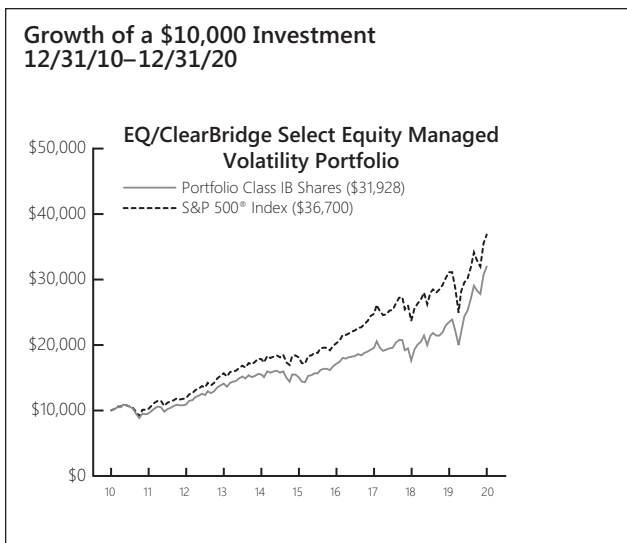 Growth of a $10,000 Investment
12/31/10–12/31/20
EQ/ClearBridge Select Equity Managed
Volatility Portfolio
Portfolio Class IB Shares ($31,928)
S&P 500® Index ($36,700)
$50,000
$40,000
$30,000
$20,000
$10,000
$0
10 11 12 13 14 15 16 17 18 19 20